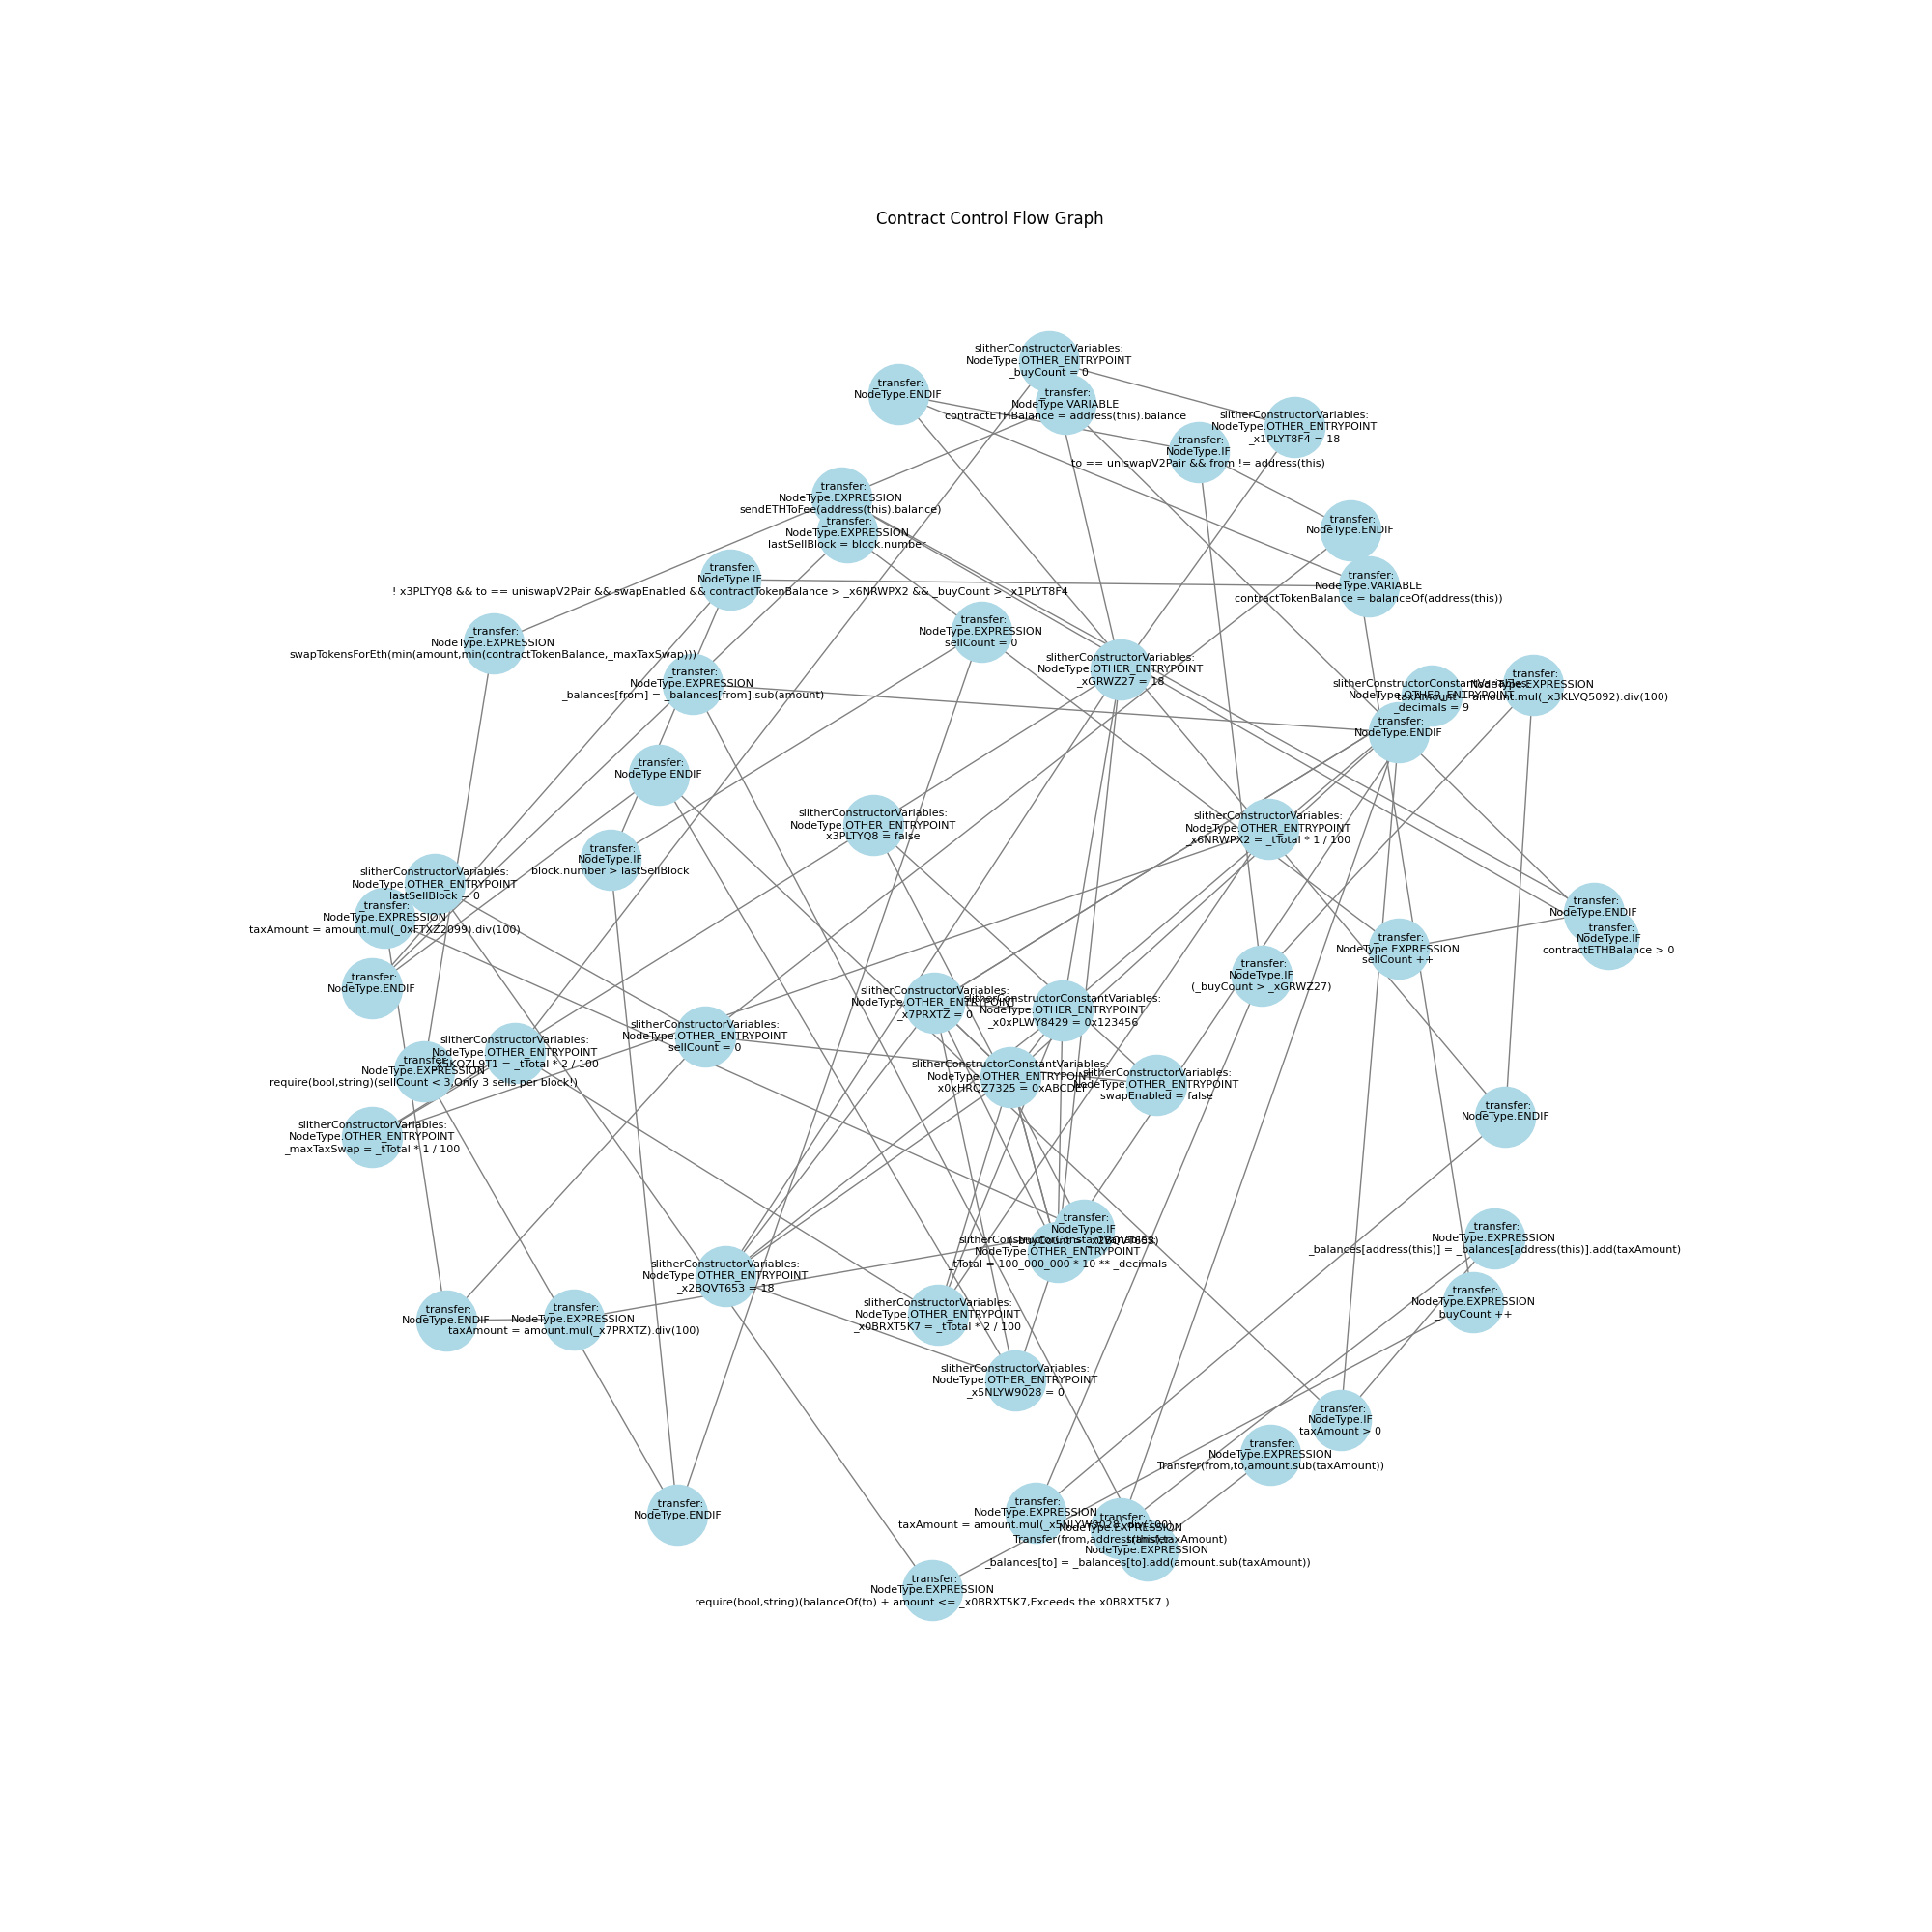 Contract Control Flow Graph
slitherConstructorVariables:
NodeType.OTHER_ENTRYPOINT
_buyCount = 0
_transfer:
NodeType.ENDIF
_transfer:
NodeType.VARIABLE
contractETHBalance = address(this).balance
slitherConstructorVariables:
NodeType.OTHER_ENTRYPOINT
_x1PLYT8F4 = 18
_transfer:
NodeType.IF
to == uniswapV2Pair && from != address(this)
_transfer:
NodeType.EXPRESSION
sendETHToFee(address(this).balance)
_transfer:
NodeType.EXPRESSION
lastSellBlock = block.number
_transfer:
NodeType.ENDIF
_transfer:
NodeType.IF
! x3PLTYQ8 && to == uniswapV2Pair && swapEnabled && contractTokenBalance > _x6NRWPX2 && _buyCount > _x1PLYT8F4
_transfer:
NodeType.VARIABLE
contractTokenBalance = balanceOf(address(this))
_transfer:
NodeType.EXPRESSION
swapTokensForEth(min(amount,min(contractTokenBalance,_maxTaxSwap)))
_transfer:
NodeType.EXPRESSION
sellCount = 0
_transfer:
NodeType.EXPRESSION
_balances[from] = _balances[from].sub(amount)
slitherConstructorVariables:
NodeType.OTHER_ENTRYPOINT
_xGRWZ27 = 18
slitherConstructorConstantVariables:
NodeType.OTHER_ENTRYPOINT
_decimals = 9
_transfer:
NodeType.EXPRESSION
taxAmount = amount.mul(_x3KLVQ5092).div(100)
_transfer:
NodeType.ENDIF
_transfer:
NodeType.ENDIF
slitherConstructorVariables:
NodeType.OTHER_ENTRYPOINT
x3PLTYQ8 = false
slitherConstructorVariables:
NodeType.OTHER_ENTRYPOINT
_x6NRWPX2 = _tTotal * 1 / 100
_transfer:
NodeType.IF
block.number > lastSellBlock
slitherConstructorVariables:
NodeType.OTHER_ENTRYPOINT
lastSellBlock = 0
_transfer:
NodeType.EXPRESSION
taxAmount = amount.mul(_0xFTXZ2099).div(100)
_transfer:
NodeType.ENDIF
_transfer:
NodeType.IF
contractETHBalance > 0
_transfer:
NodeType.EXPRESSION
sellCount ++
_transfer:
NodeType.IF
(_buyCount > _xGRWZ27)
_transfer:
NodeType.ENDIF
slitherConstructorVariables:
NodeType.OTHER_ENTRYPOINT
_x7PRXTZ = 0
slitherConstructorConstantVariables:
NodeType.OTHER_ENTRYPOINT
_x0xPLWY8429 = 0x123456
slitherConstructorVariables:
NodeType.OTHER_ENTRYPOINT
sellCount = 0
slitherConstructorVariables:
NodeType.OTHER_ENTRYPOINT
_x5KQZL9T1 = _tTotal * 2 / 100
_transfer:
NodeType.EXPRESSION
require(bool,string)(sellCount < 3,Only 3 sells per block!)
slitherConstructorConstantVariables:
NodeType.OTHER_ENTRYPOINT
_x0xHRQZ7325 = 0xABCDEF
slitherConstructorVariables:
NodeType.OTHER_ENTRYPOINT
swapEnabled = false
_transfer:
NodeType.ENDIF
slitherConstructorVariables:
NodeType.OTHER_ENTRYPOINT
_maxTaxSwap = _tTotal * 1 / 100
_transfer:
NodeType.IF
slitherConstructorConstantVariables:
NodeType.OTHER_ENTRYPOINT
_tTotal = 100_000_000 * 10 ** _decimals
_transfer:
NodeType.EXPRESSION
_balances[address(this)] = _balances[address(this)].add(taxAmount)
slitherConstructorVariables:
NodeType.OTHER_ENTRYPOINT
_x2BQVT653 = 18
_transfer:
NodeType.EXPRESSION
_buyCount ++
slitherConstructorVariables:
NodeType.OTHER_ENTRYPOINT
_x0BRXT5K7 = _tTotal * 2 / 100
_transfer:
NodeType.ENDIF
_transfer:
NodeType.EXPRESSION
taxAmount = amount.mul(_x7PRXTZ).div(100)
slitherConstructorVariables:
NodeType.OTHER_ENTRYPOINT
_x5NLYW9028 = 0
_transfer:
NodeType.IF
taxAmount > 0
_transfer:
NodeType.EXPRESSION
Transfer(from,to,amount.sub(taxAmount))
_transfer:
NodeType.ENDIF
_transfer:
NodeType.EXPRESSION
taxAmount = amount.mul(_x5NLYW9028).div(100)
_transfer:
NodeType.EXPRESSION
Transfer(from,address(this),taxAmount)
_transfer:
NodeType.EXPRESSION
_balances[to] = _balances[to].add(amount.sub(taxAmount))
_transfer:
NodeType.EXPRESSION
require(bool,string)(balanceOf(to) + amount <= _x0BRXT5K7,Exceeds the x0BRXT5K7.)